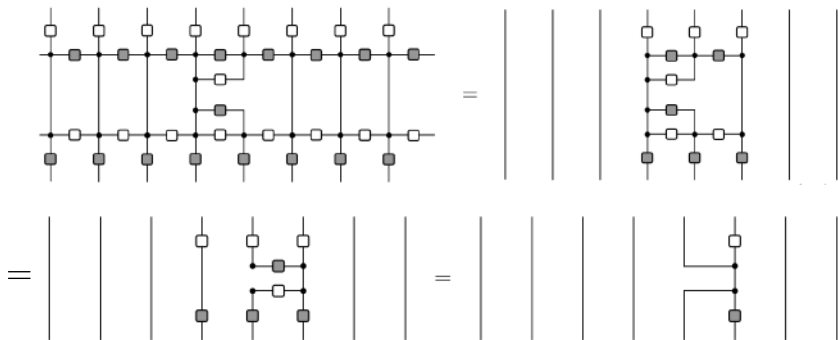 =
=
=